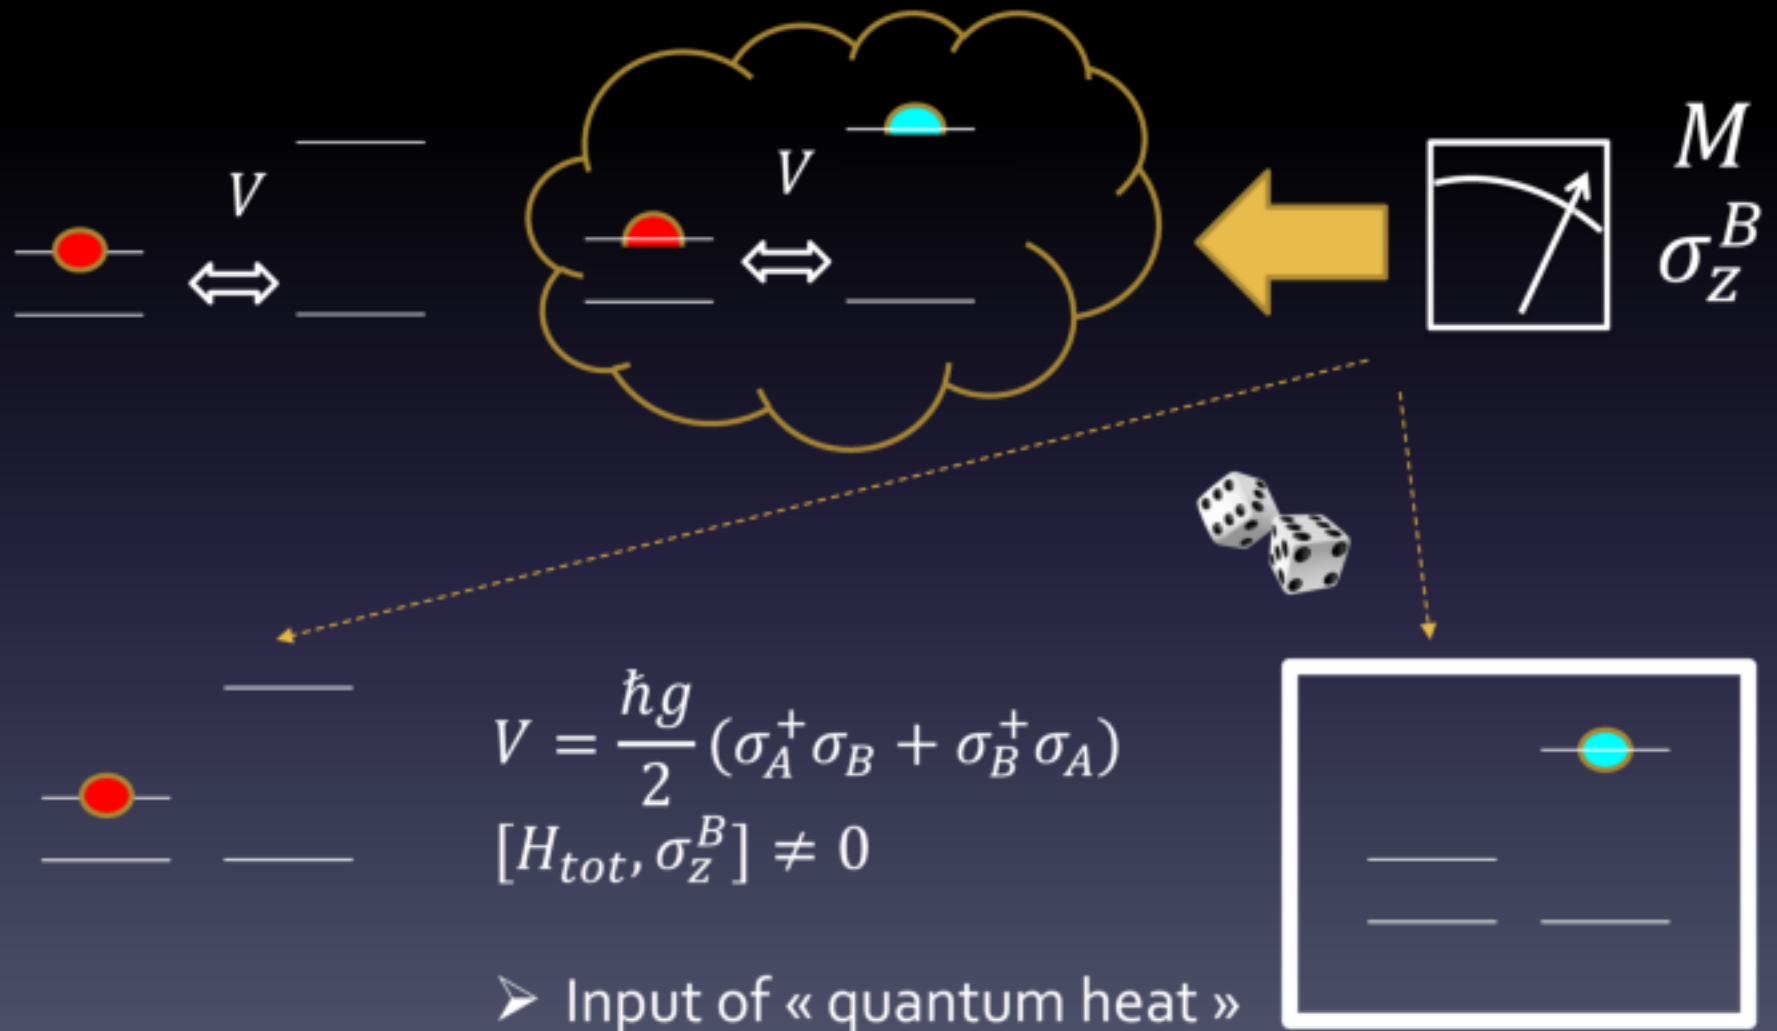 V
V
M
σ_z^B
V = ℏg/2 (σ_A^+ σ_B + σ_B^+ σ_A)
[H_tot, σ_z^B] ≠ 0
➤ Input of « quantum heat »